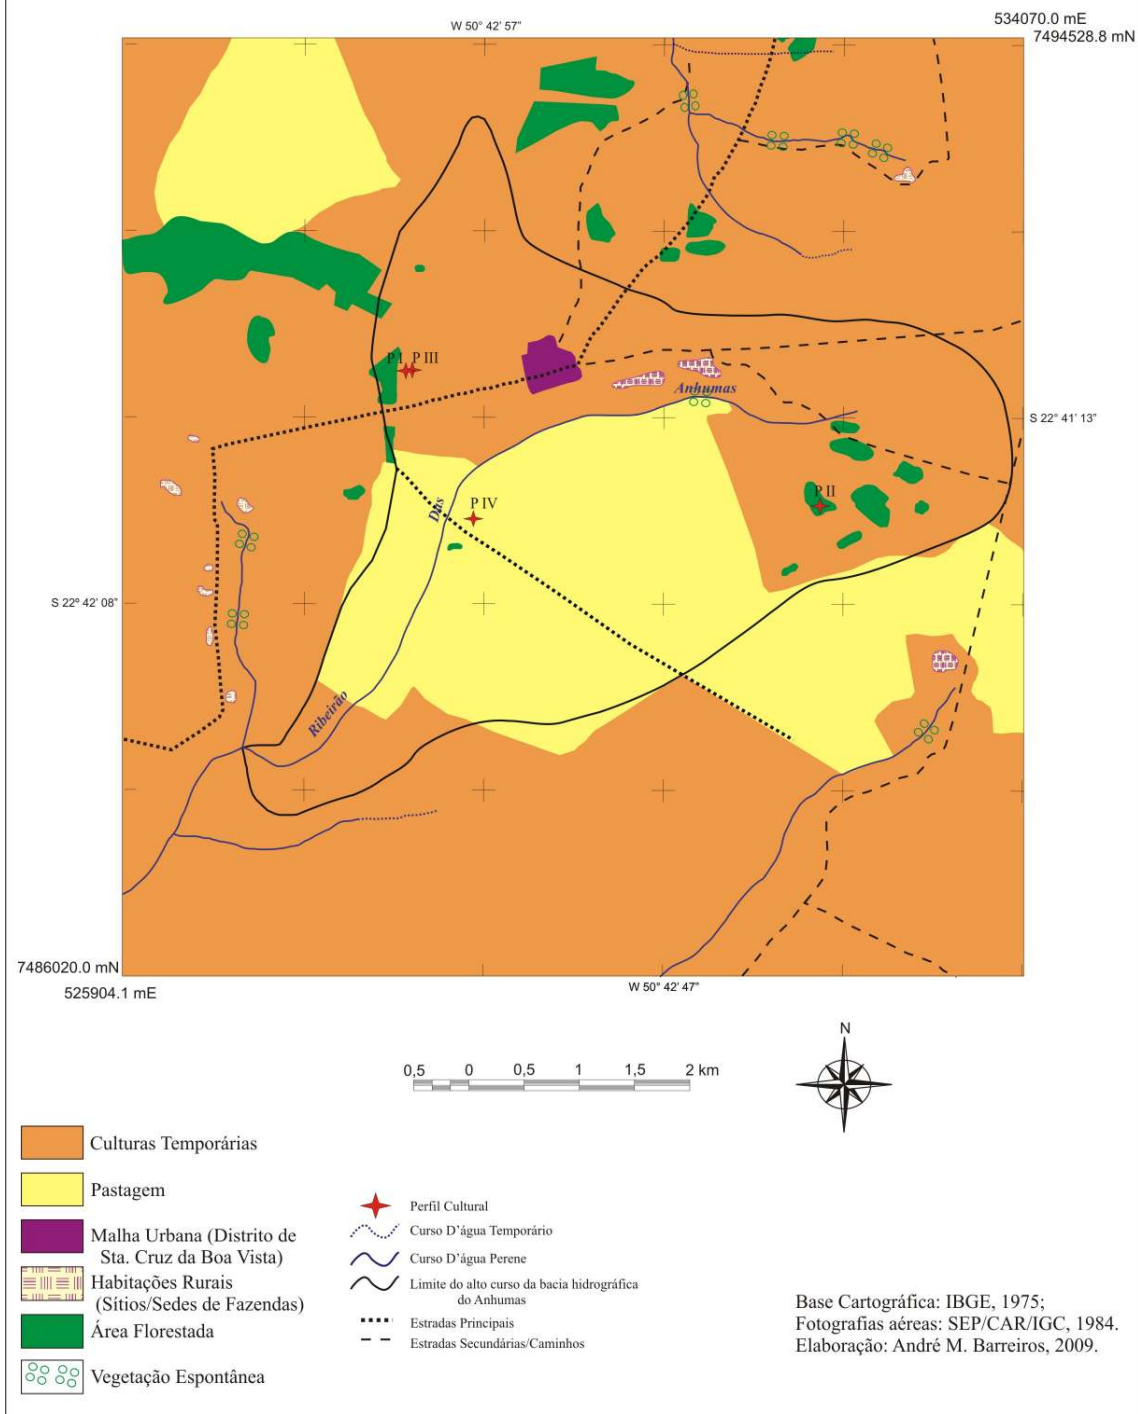 534070.0 mE
W 50° 42' 57"
7494528.8 mN
P I
P III
Anhumas
S 22° 41' 13"
P II
P IV
Das
S 22º 42' 08"
Ribeirão
7486020.0 mN
525904.1 mE
W 50° 42' 47"
N
0,5 0 0,5 1 1,5 2 km
Culturas Temporárias
Pastagem
Malha Urbana (Distrito de
Sta. Cruz da Boa Vista)
Habitações Rurais
(Sítios/Sedes de Fazendas)
Área Florestada
Vegetação Espontânea
Perfil Cultural
Curso D'água Temporário
Curso D'água Perene
Limite do alto curso da bacia hidrográfica
do Anhumas
Estradas Principais
Estradas Secundárias/Caminhos
Base Cartográfica: IBGE, 1975;
Fotografias aéreas: SEP/CAR/IGC, 1984.
Elaboração: André M. Barreiros, 2009.